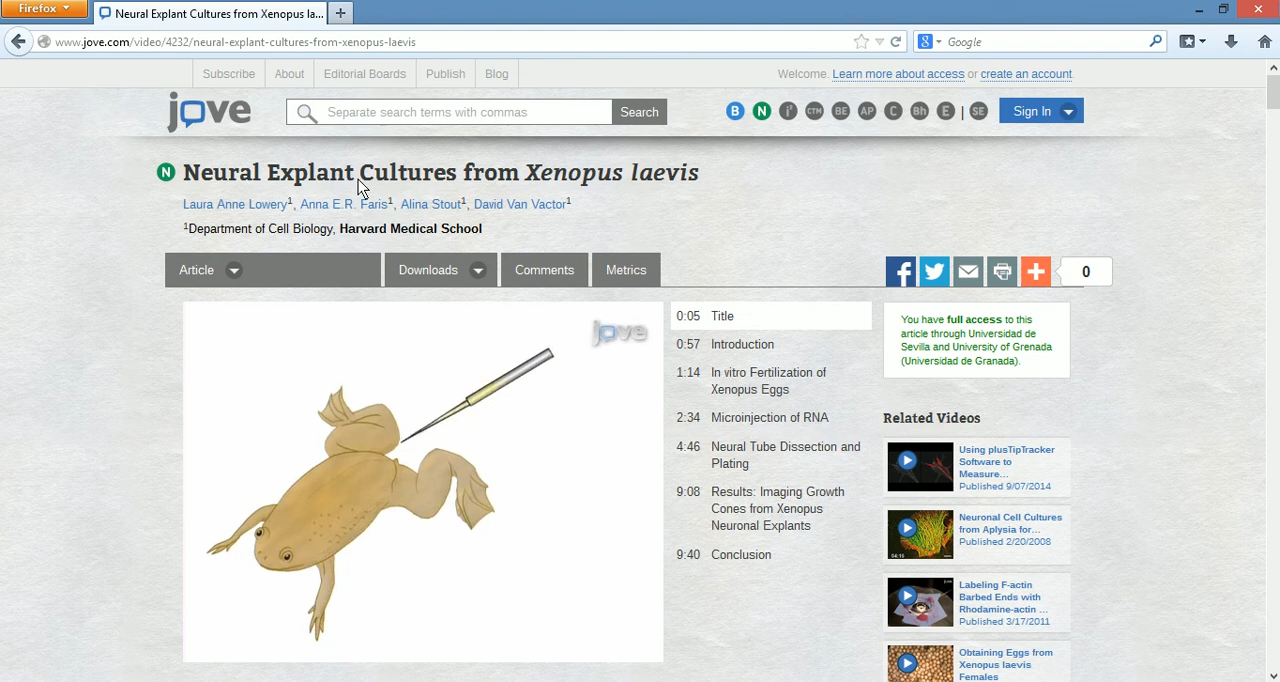 Firefox
Neural Explant Cultures from Xenopus la...
www.jove.com/video/4232/neural-explant-cultures-from-xenopus-laevis
Google
Subscribe About Editorial Boards Publish Blog
Welcome. Learn more about access or create an account.
jove
Separate search terms with commas
Search
B N i² CTM BE AP C Bh E | SE
Sign In
N Neural Explant Cultures from Xenopus laevis
Laura Anne Lowery¹, Anna E.R. Faris¹, Alina Stout¹, David Van Vactor¹
¹Department of Cell Biology, Harvard Medical School
Article Downloads Comments Metrics
0
jove
0:05 Title
0:57 Introduction
1:14 In vitro Fertilization of
Xenopus Eggs
2:34 Microinjection of RNA
4:46 Neural Tube Dissection and
Plating
9:08 Results: Imaging Growth
Cones from Xenopus
Neuronal Explants
9:40 Conclusion
You have full access to this
article through Universidad de
Sevilla and University of Grenada
(Universidad de Granada).
Related Videos
Using plusTipTracker
Software to
Measure...
Published 9/07/2014
Neuronal Cell Cultures
from Aplysia for...
Published 2/20/2008
Labeling F-actin
Barbed Ends with
Rhodamine-actin ...
Published 3/17/2011
Obtaining Eggs from
Xenopus laevis
Females